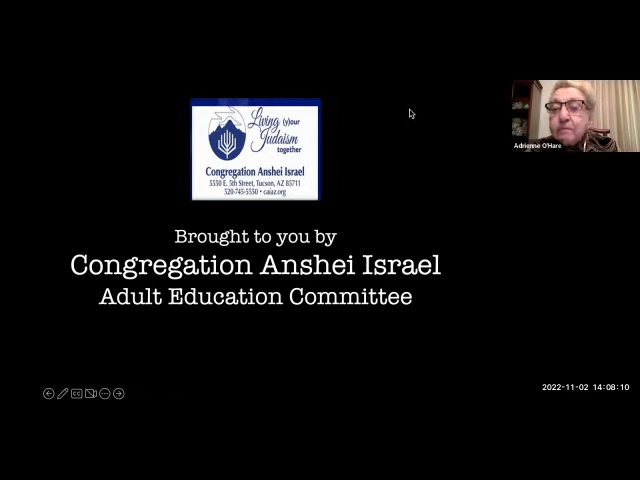 Living (y)our
Judaism
together
Congregation Anshei Israel
5550 E. 5th Street, Tucson, AZ 85711
520-745-5550 • caiaz.org
Adrienne O'Hare
Brought to you by
Congregation Anshei Israel
Adult Education Committee
CC
2022-11-02 14:08:10